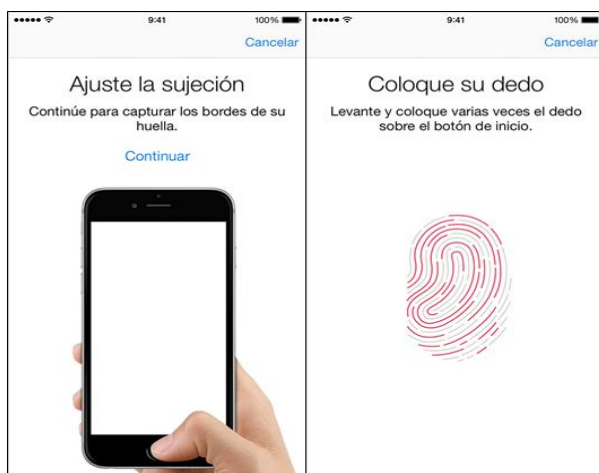 9:41
100%
Cancelar
Ajuste la sujeción
Continúe para capturar los bordes de su
huella.
Continuar
9:41
100%
Cancelar
Coloque su dedo
Levante y coloque varias veces el dedo
sobre el botón de inicio.